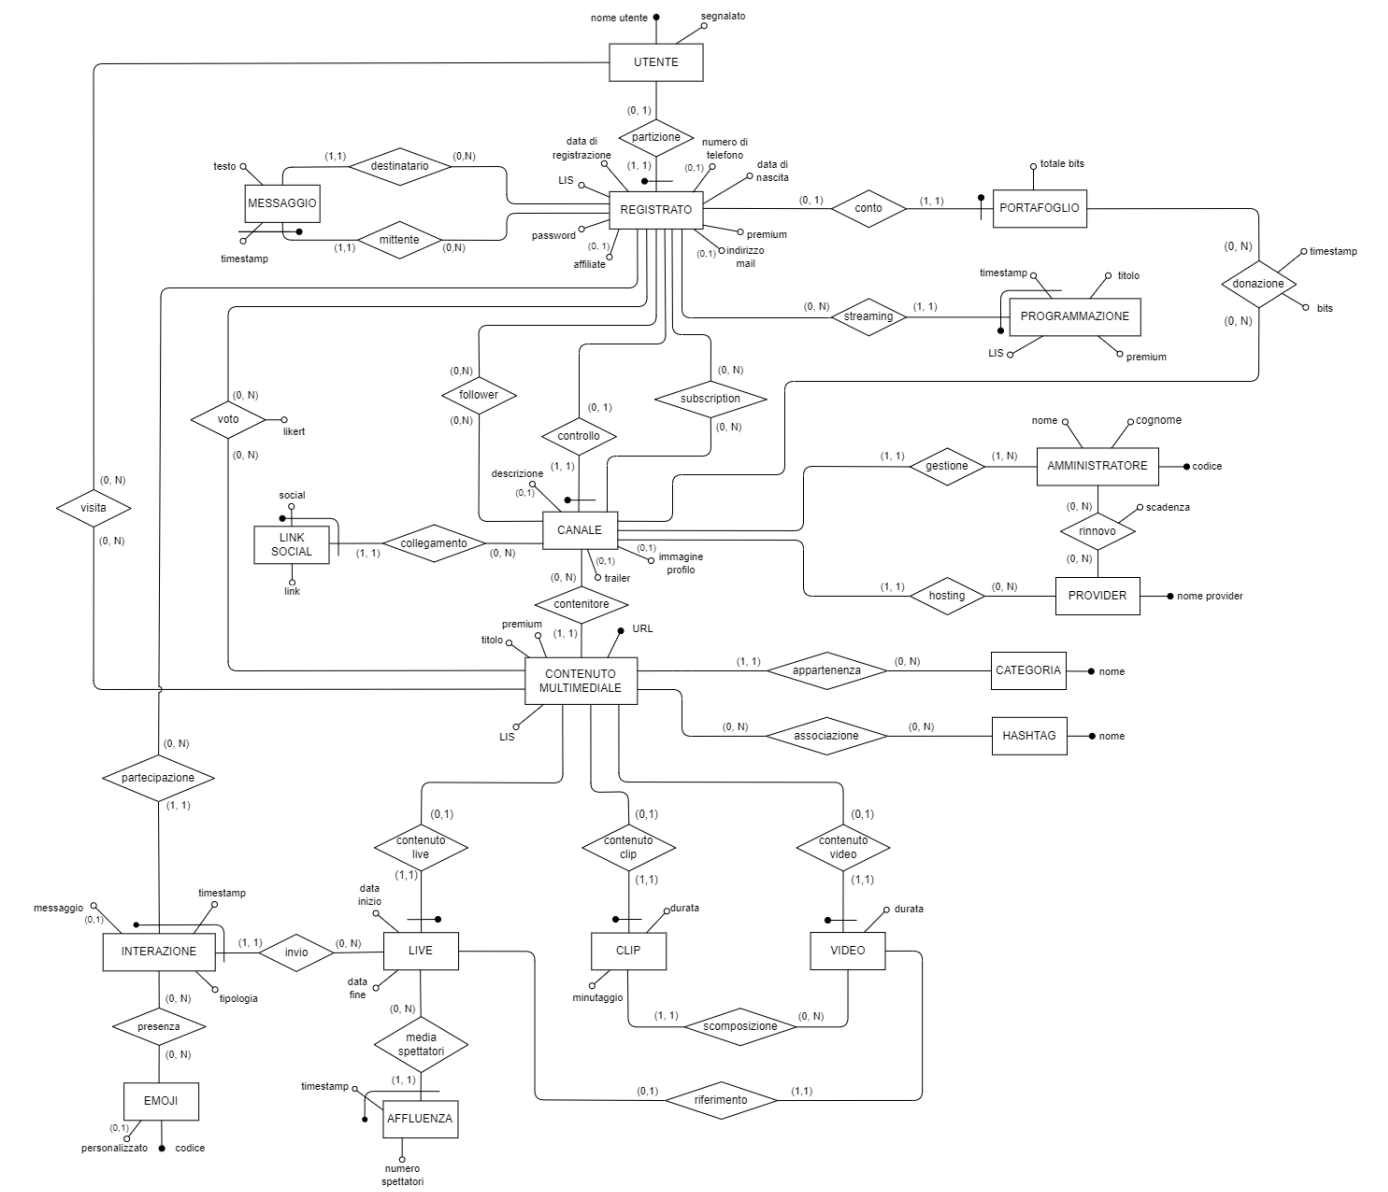 nome utente
segnalato
UTENTE
(0, 1)
partizione
(1, 1)
data di
registrazione
numero di
telefono
(0,1)
data di
nascita
LIS
testo
(1,1)
destinatario
(0,N)
MESSAGGIO
timestamp
(1,1)
mittente
(0,N)
REGISTRATO
password
(0, 1)
affiliate
premium
(0,1)
indirizzo
mail
(0, 1)
conto
(1, 1)
totale bits
PORTAFOGLIO
(0, N)
timestamp
donazione
bits
(0, N)
timestamp
titolo
(0, N)
streaming
(1, 1)
PROGRAMMAZIONE
LIS
premium
(0, N)
voto
likert
(0, N)
(0,N)
follower
(0,N)
(0, 1)
controllo
(1, 1)
(0, N)
subscription
(0, N)
nome
cognome
(1, 1)
gestione
(1, N)
AMMINISTRATORE
codice
(0, N)
visita
(0, N)
descrizione
(0,1)
social
LINK
SOCIAL
link
(1, 1)
collegamento
(0, N)
CANALE
(0,1)
immagine
profilo
(0,1)
trailer
(0, N)
rinnovo
scadenza
(0, N)
(1, 1)
hosting
(0, N)
PROVIDER
nome provider
(0, N)
contenitore
(1, 1)
premium
titolo
URL
CONTENUTO
MULTIMEDIALE
LIS
(1, 1)
appartenenza
(0, N)
CATEGORIA
nome
(0, N)
associazione
(0, N)
HASHTAG
nome
(0, N)
partecipazione
(1, 1)
(0,1)
contenuto
live
(1,1)
(0,1)
contenuto
clip
(1,1)
(0,1)
contenuto
video
(1,1)
messaggio
(0,1)
timestamp
INTERAZIONE
tipologia
(1, 1)
invio
(0, N)
data
inizio
LIVE
data
fine
durata
CLIP
minutaggio
durata
VIDEO
(0, N)
presenza
(0, N)
(0, N)
media
spettatori
(1, 1)
(1, 1)
scomposizione
(0, N)
EMOJI
(0,1)
personalizzato
codice
timestamp
AFFLUENZA
numero
spettatori
(0,1)
riferimento
(1,1)